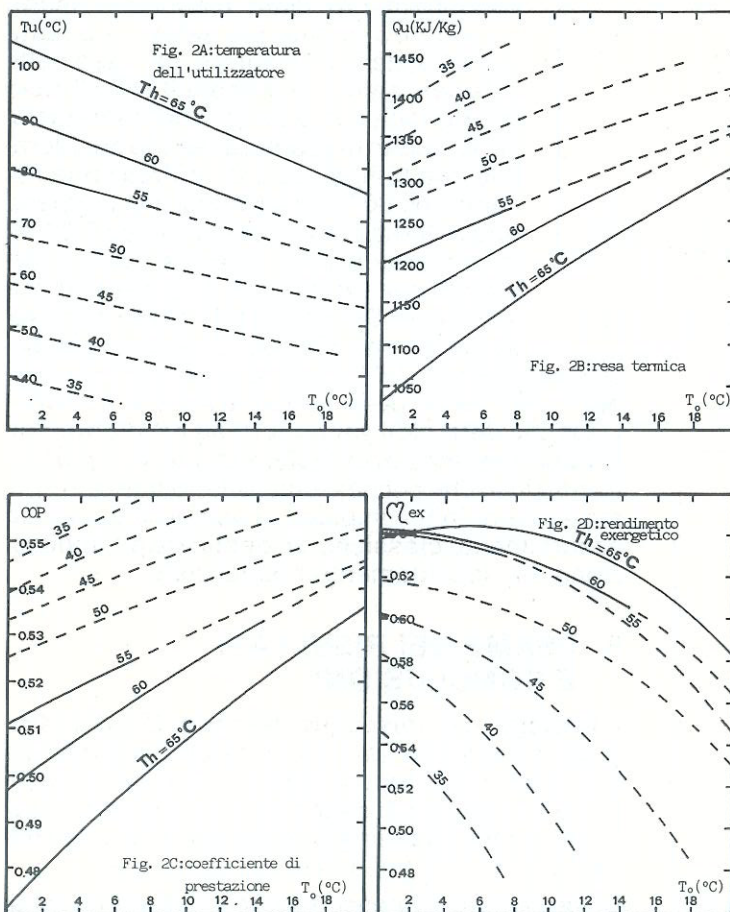 Tu(°C)
Fig. 2A:temperatura
dell'utilizzatore
100
90
80
70
60
50
40
Th=65°C
60
55
50
45
40
35
T₀(°C)
2 4 6 8 10 12 14 16 18
Qu(KJ/Kg)
1450
1400
1350
1300
1250
1200
1150
1100
1050
35
40
45
50
55
60
Th=65°C
Fig. 2B:resa termica
T₀(°C)
2 4 6 8 10 12 14 16 18
COP
0,55
0,54
0,53
0,52
0,51
0,50
0,49
0,48
35
40
45
50
55
60
Th=65°C
Fig. 2C:coefficiente di
prestazione
T₀(°C)
2 4 6 8 10 12 14 16 18
η ex
Fig. 2D:rendimento
exergetico
0,62
0,60
0,58
0,56
0,54
0,52
0,50
0,48
Th=65°C
60
55
50
45
40
35
T₀(°C)
2 4 6 8 10 12 14 16 18